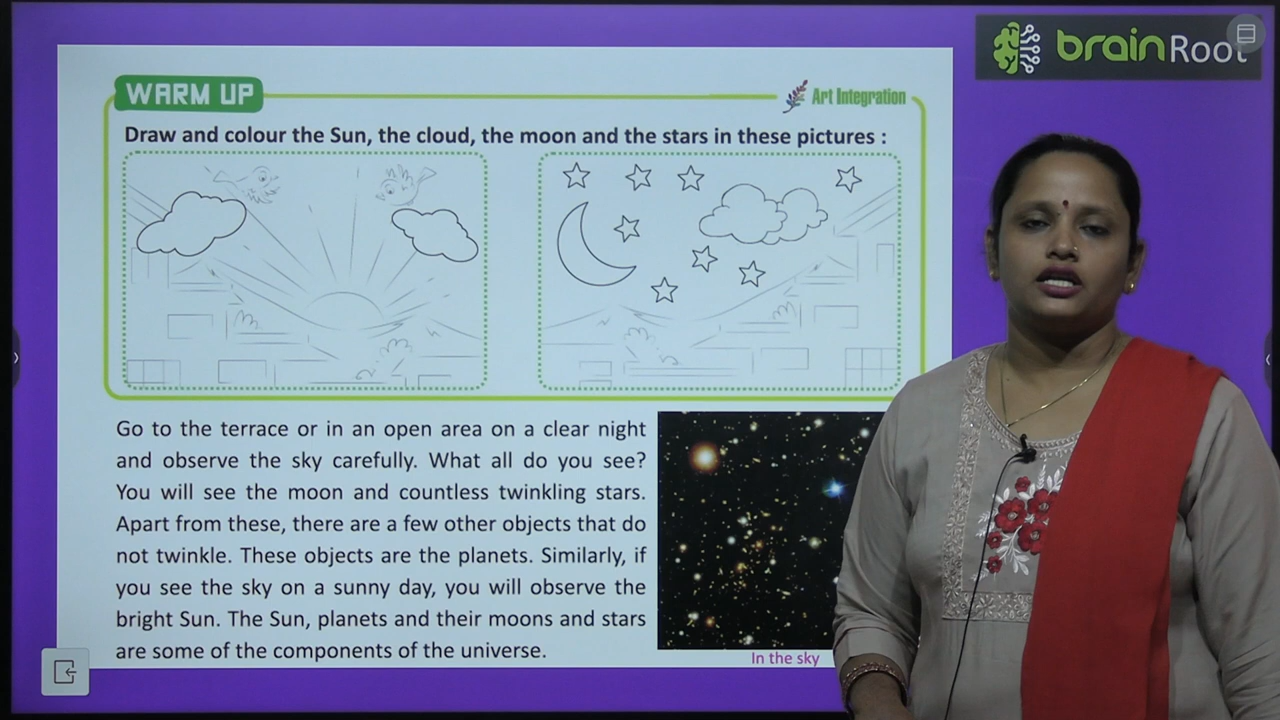 brainRoot
WARM UP
Art Integration
Draw and colour the Sun, the cloud, the moon and the stars in these pictures :
Go to the terrace or in an open area on a clear night
and observe the sky carefully. What all do you see?
You will see the moon and countless twinkling stars.
Apart from these, there are a few other objects that do
not twinkle. These objects are the planets. Similarly, if
you see the sky on a sunny day, you will observe the
bright Sun. The Sun, planets and their moons and stars
are some of the components of the universe.
In the sky